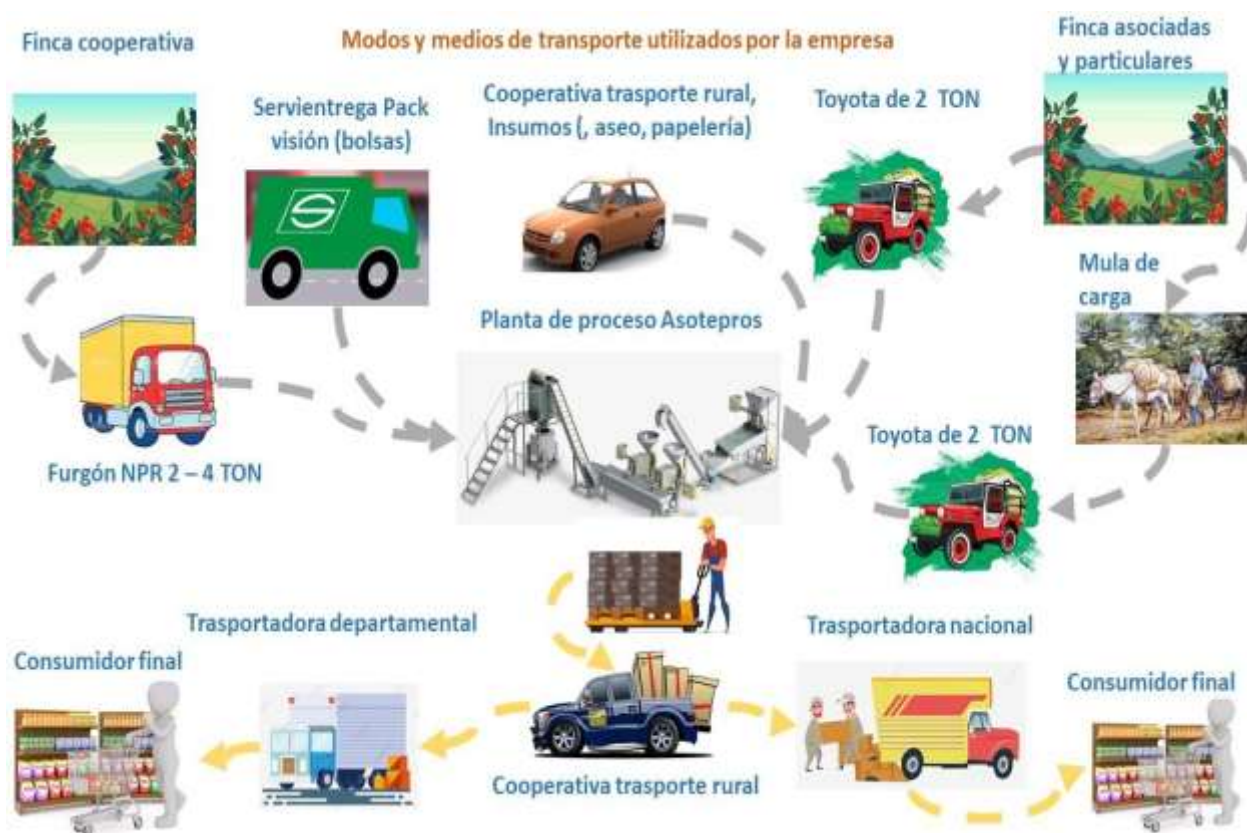 Finca cooperativa
Modos y medios de transporte utilizados por la empresa
Finca asociadas
y particulares
Servientrega Pack
visión (bolsas)
Cooperativa trasporte rural,
Insumos (, aseo, papelería)
Toyota de 2 TON
Mula de
carga
Planta de proceso Asotepros
Toyota de 2 TON
Furgón NPR 2 – 4 TON
Trasportadora departamental
Trasportadora nacional
Consumidor final
Consumidor final
Cooperativa trasporte rural